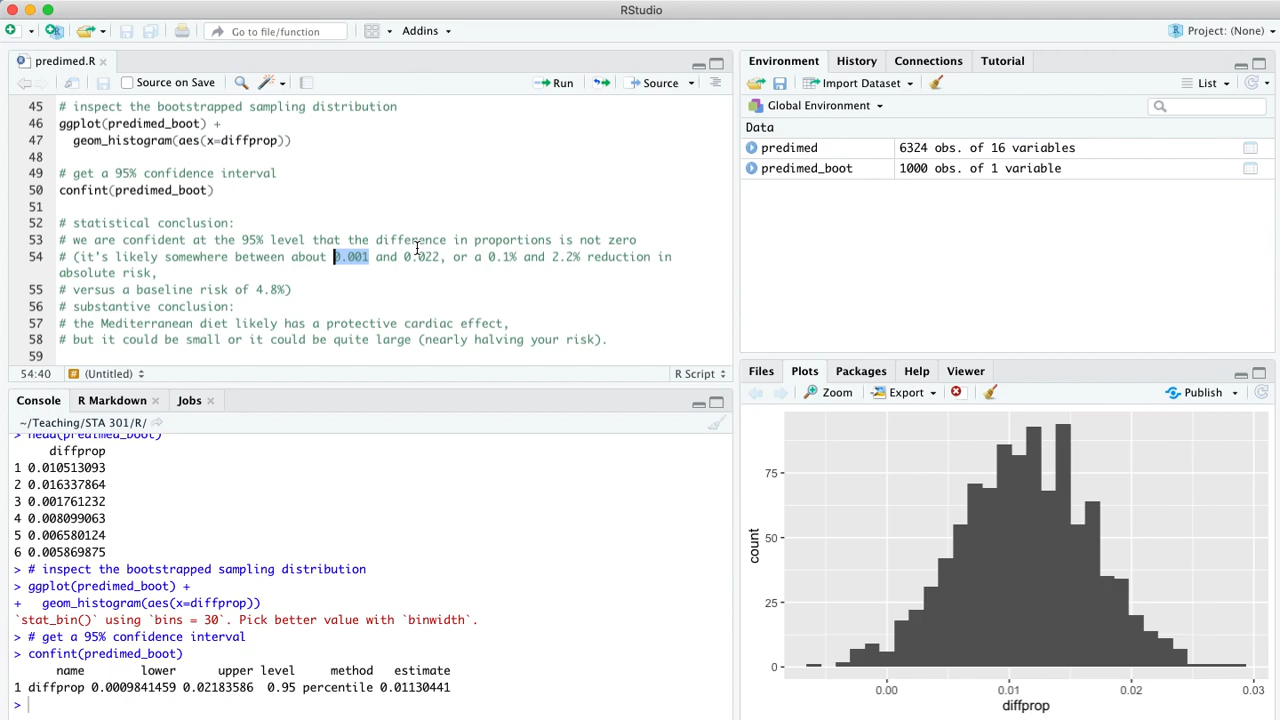 RStudio
Go to file/function
Addins
Project: (None)
predimed.R
Source on Save
Run
Source
45 # inspect the bootstrapped sampling distribution
46 ggplot(predimed_boot) +
47 geom_histogram(aes(x=diffprop))
48
49 # get a 95% confidence interval
50 confint(predimed_boot)
51
52 # statistical conclusion:
53 # we are confident at the 95% level that the difference in proportions is not zero
54 # (it's likely somewhere between about 0.001 and 0.022, or a 0.1% and 2.2% reduction in
absolute risk,
55 # versus a baseline risk of 4.8%)
56 # substantive conclusion:
57 # the Mediterranean diet likely has a protective cardiac effect,
58 # but it could be small or it could be quite large (nearly halving your risk).
59
54:40 # (Untitled) R Script
Console R Markdown Jobs
~/Teaching/STA 301/R/
> head(predimed_boot)
diffprop
1 0.010513093
2 0.016337864
3 0.001761232
4 0.008099063
5 0.006580124
6 0.005869875
> # inspect the bootstrapped sampling distribution
> ggplot(predimed_boot) +
+ geom_histogram(aes(x=diffprop))
`stat_bin()` using `bins = 30`. Pick better value with `binwidth`.
> # get a 95% confidence interval
> confint(predimed_boot)
name lower upper level method estimate
1 diffprop 0.0009841459 0.02183586 0.95 percentile 0.01130441
>
Environment History Connections Tutorial
Import Dataset List
Global Environment
Data
predimed 6324 obs. of 16 variables
predimed_boot 1000 obs. of 1 variable
Files Plots Packages Help Viewer
Zoom Export Publish
75
50
25
0
count
0.00 0.01 0.02 0.03
diffprop